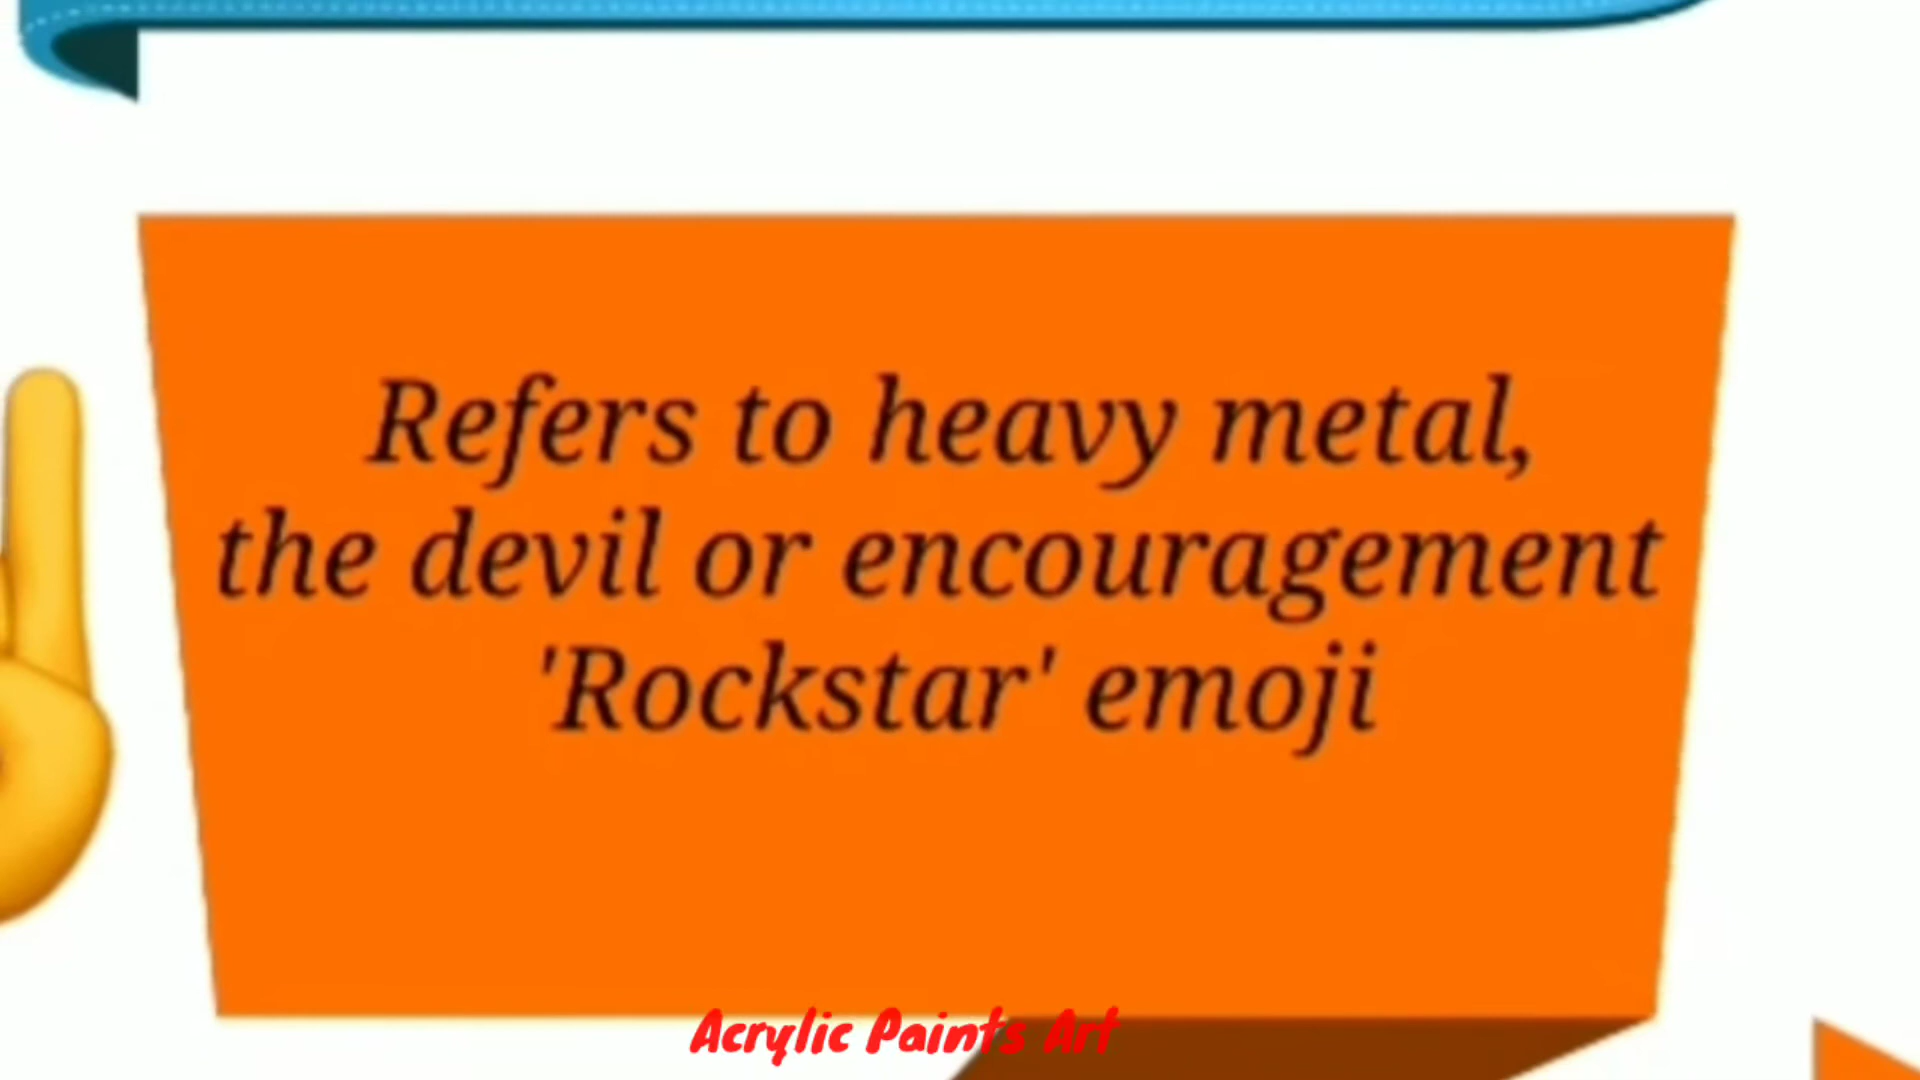 Refers to heavy metal,
the devil or encouragement
'Rockstar' emoji
Acrylic Paints Art